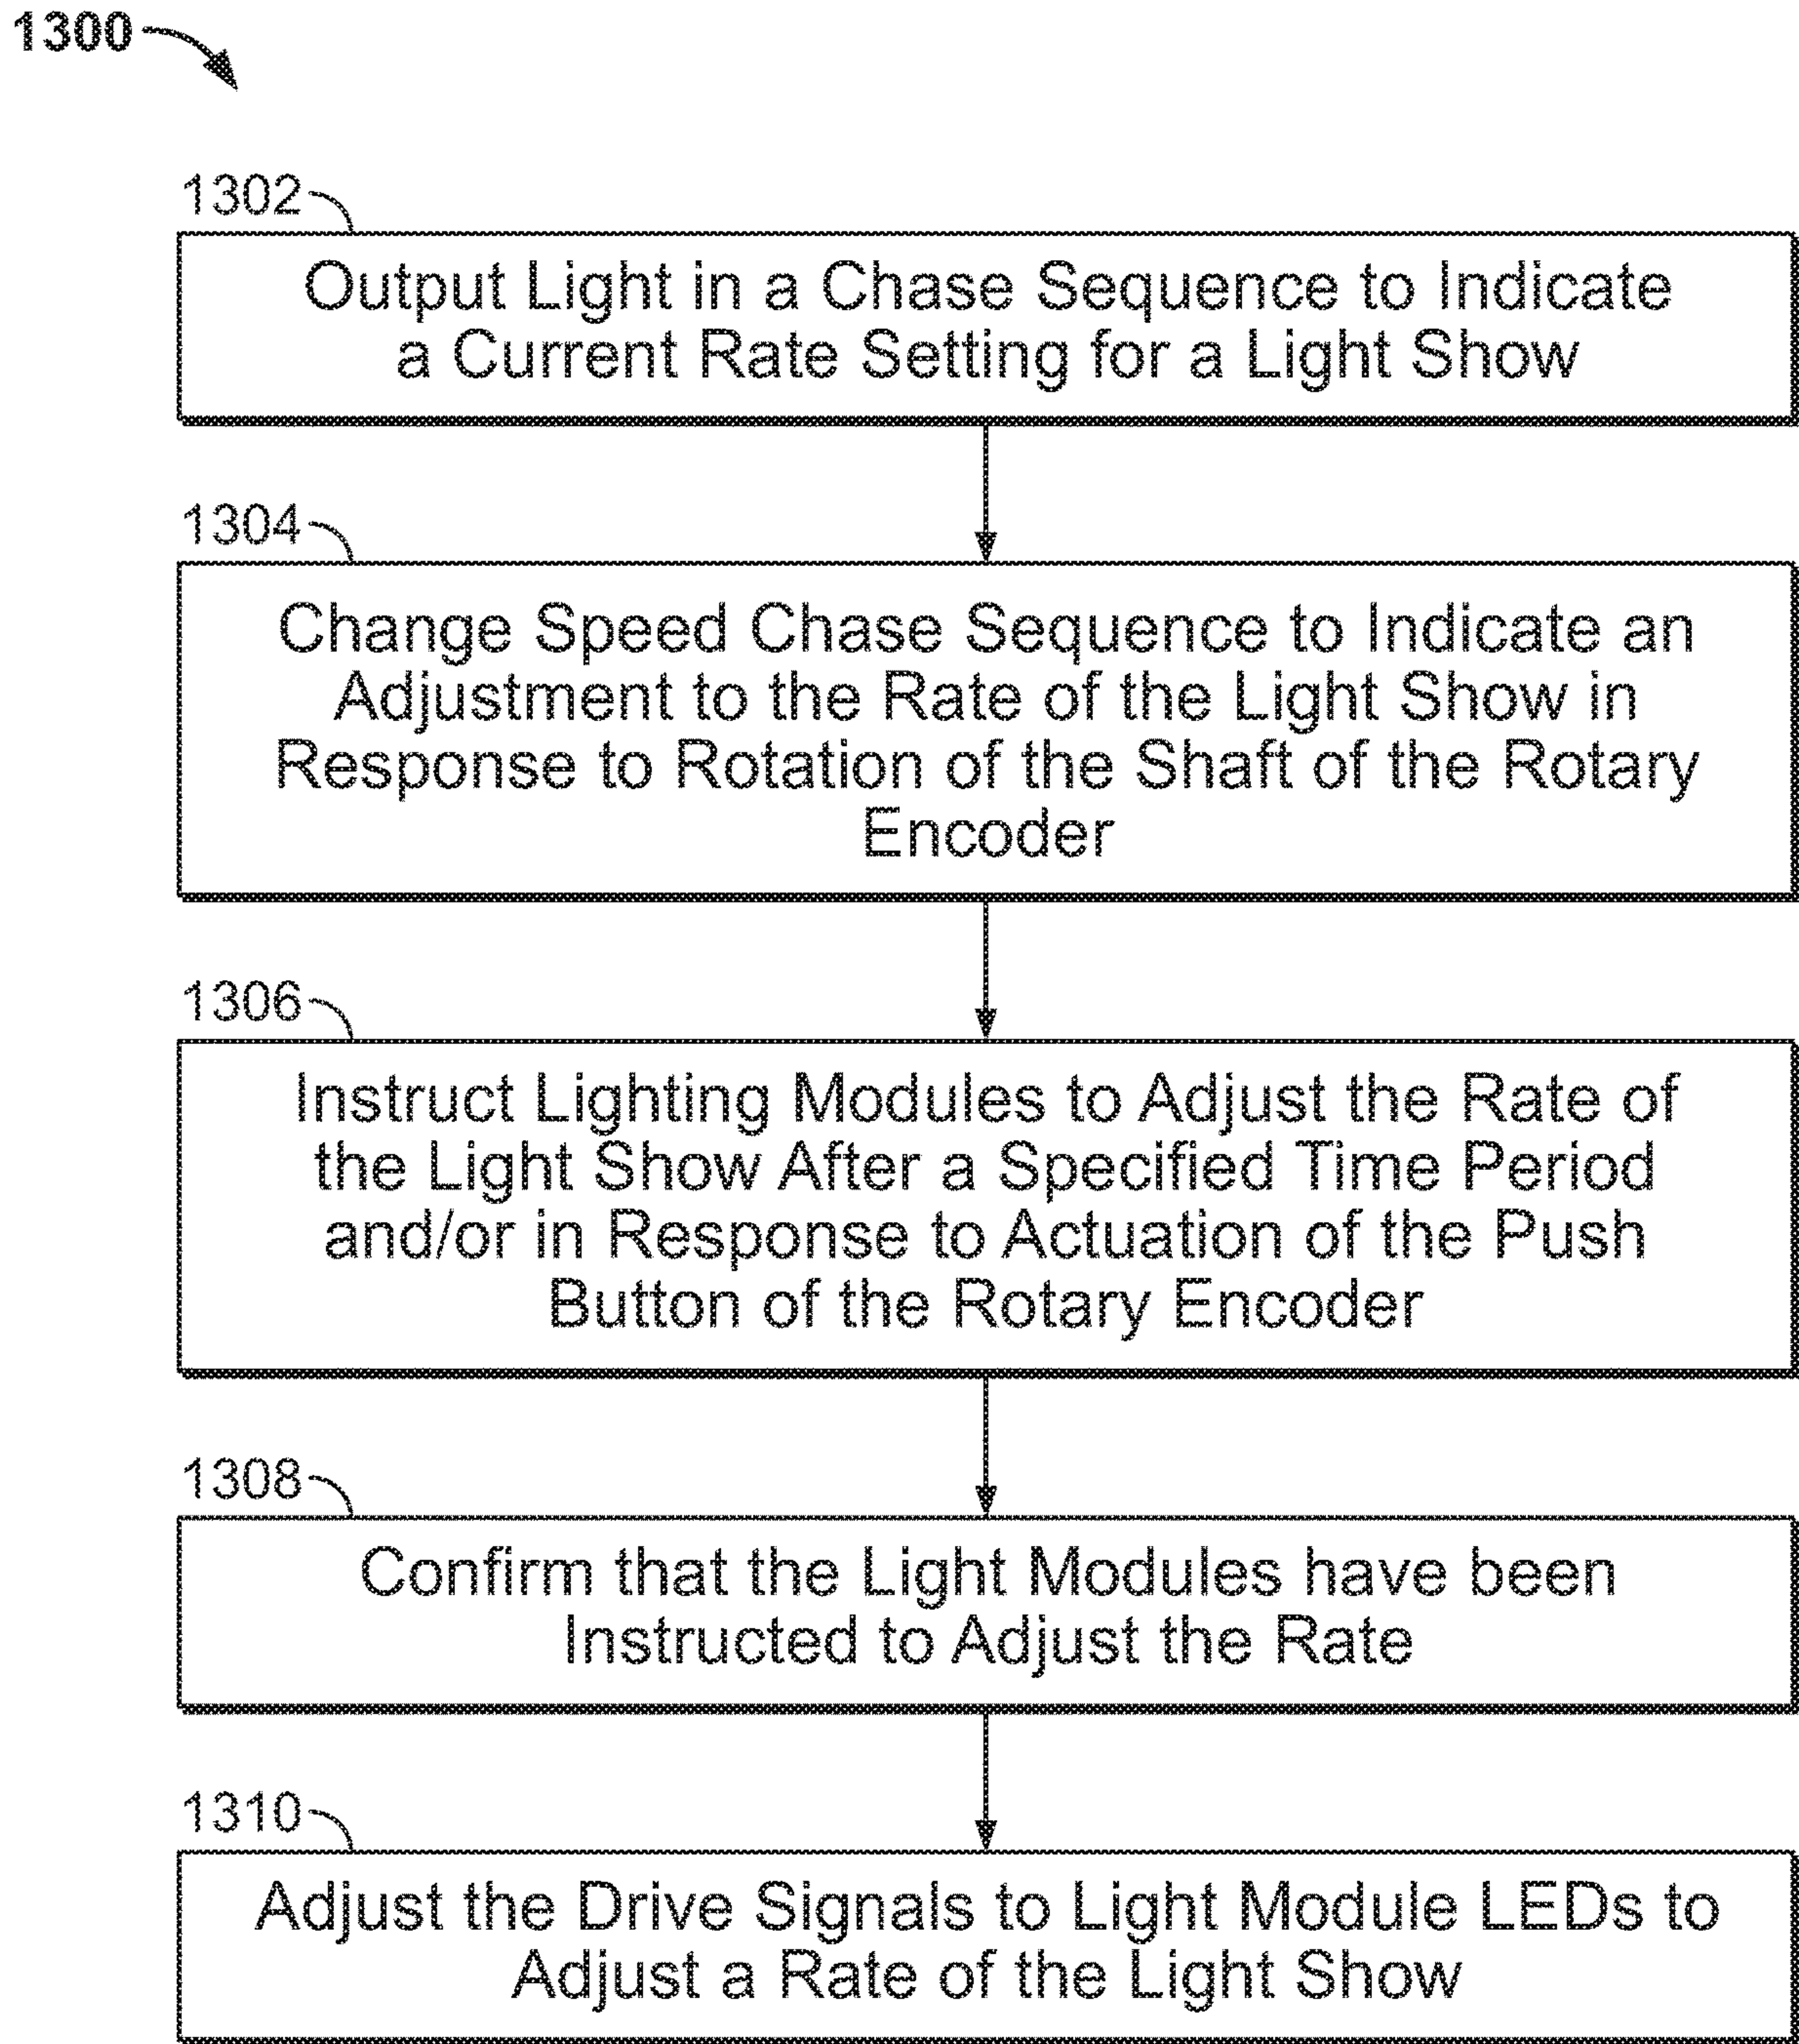 1300
1302
Output Light in a Chase Sequence to Indicate
a Current Rate Setting for a Light Show
1304
Change Speed Chase Sequence to Indicate an
Adjustment to the Rate of the Light Show in
Response to Rotation of the Shaft of the Rotary
Encoder
1306
Instruct Lighting Modules to Adjust the Rate of
the Light Show After a Specified Time Period
and/or in Response to Actuation of the Push
Button of the Rotary Encoder
1308
Confirm that the Light Modules have been
Instructed to Adjust the Rate
1310
Adjust the Drive Signals to Light Module LEDs to
Adjust a Rate of the Light Show